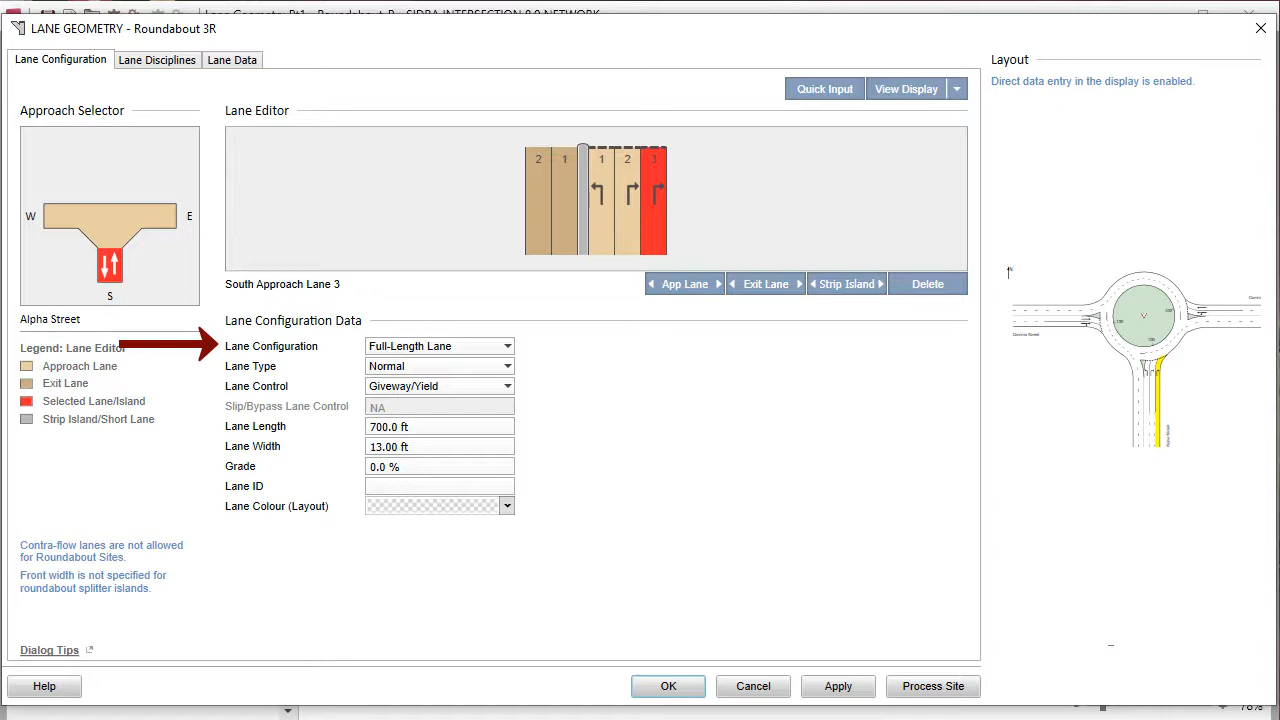 LANE GEOMETRY - Roundabout 3R
Lane Configuration
Lane Disciplines
Lane Data
Layout
Direct data entry in the display is enabled.
Quick Input
View Display
Approach Selector
Lane Editor
W
E
S
2 1 1 2 3
South Approach Lane 3
App Lane
Exit Lane
Strip Island
Delete
Alpha Street
Lane Configuration Data
Legend: Lane Editor
Approach Lane
Exit Lane
Selected Lane/Island
Strip Island/Short Lane
Lane Configuration Full-Length Lane
Lane Type Normal
Lane Control Giveway/Yield
Slip/Bypass Lane Control NA
Lane Length 700.0 ft
Lane Width 13.00 ft
Grade 0.0 %
Lane ID
Lane Colour (Layout)
N
100
100
100
Contra-flow lanes are not allowed
for Roundabout Sites.
Front width is not specified for
roundabout splitter islands.
Dialog Tips
Help
OK
Cancel
Apply
Process Site